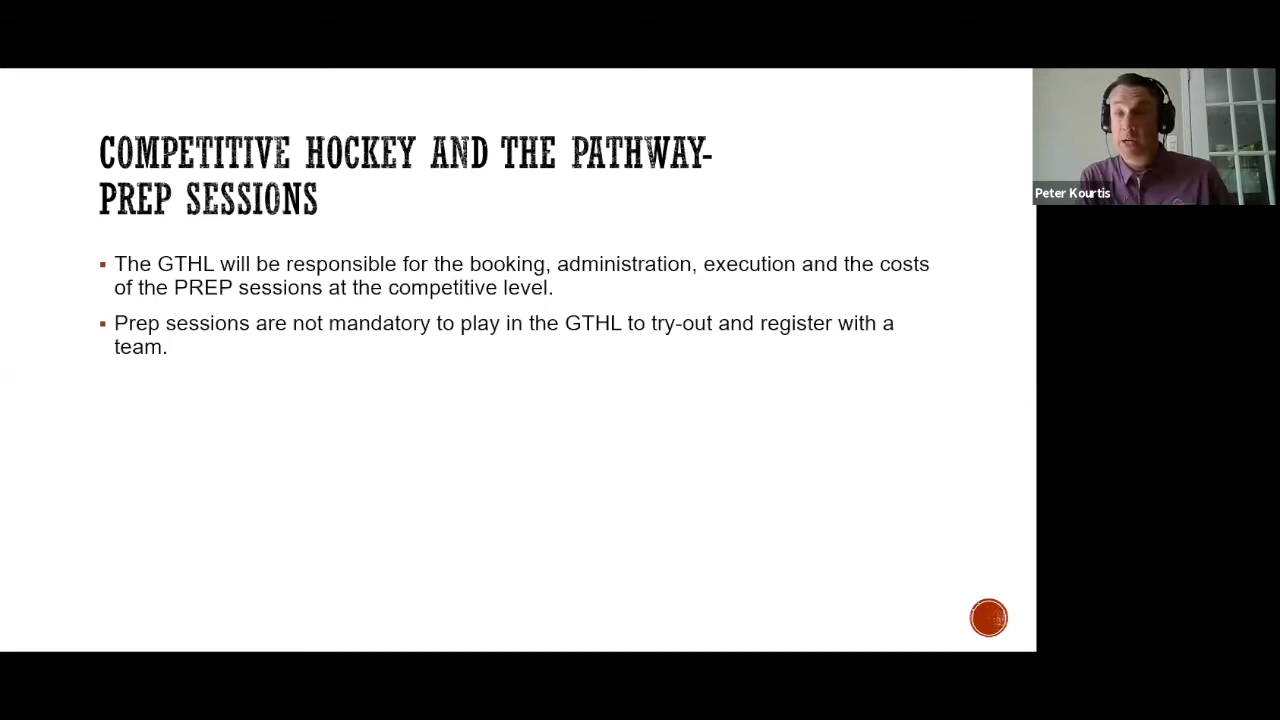 COMPETITIVE HOCKEY AND THE PATHWAY-
PREP SESSIONS
▪ The GTHL will be responsible for the booking, administration, execution and the costs
of the PREP sessions at the competitive level.
▪ Prep sessions are not mandatory to play in the GTHL to try-out and register with a
team.
Peter Kourtis